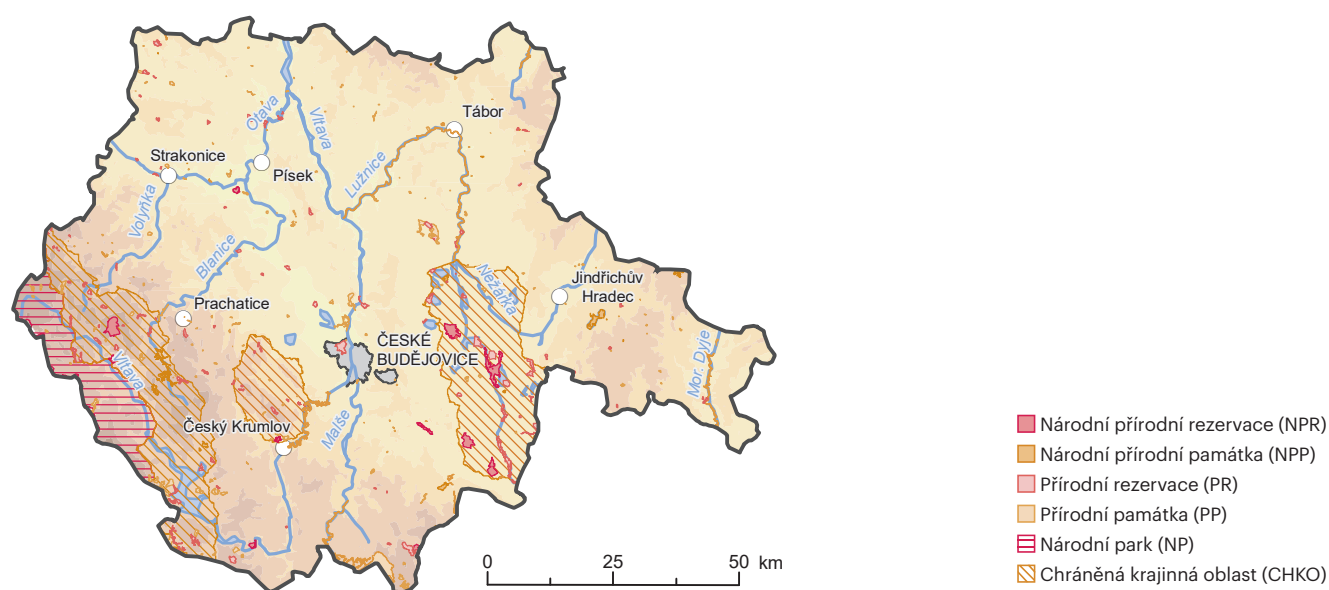 Tábor
Otava
Vltava
Strakonice
Písek
Lužnice
Volyňka
Blanice
Nežárka
Jindřichův
Hradec
Prachatice
ČESKÉ
BUDĚJOVICE
Vltava
Mor. Dyje
Český Krumlov
Malše
0 25 50 km
Národní přírodní rezervace (NPR)
Národní přírodní památka (NPP)
Přírodní rezervace (PR)
Přírodní památka (PP)
Národní park (NP)
Chráněná krajinná oblast (CHKO)